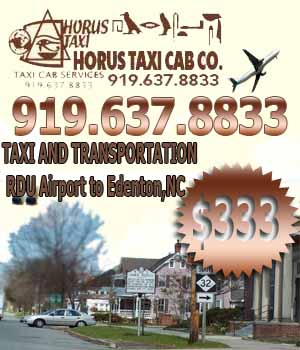 HORUS
TAXI
TAXI CAB SERVICES
919.637.8833
HORUS TAXI CAB CO.
919.637.8833
919.637.8833
TAXI AND TRANSPORTATION
RDU Airport to Edenton,NC
$333
32